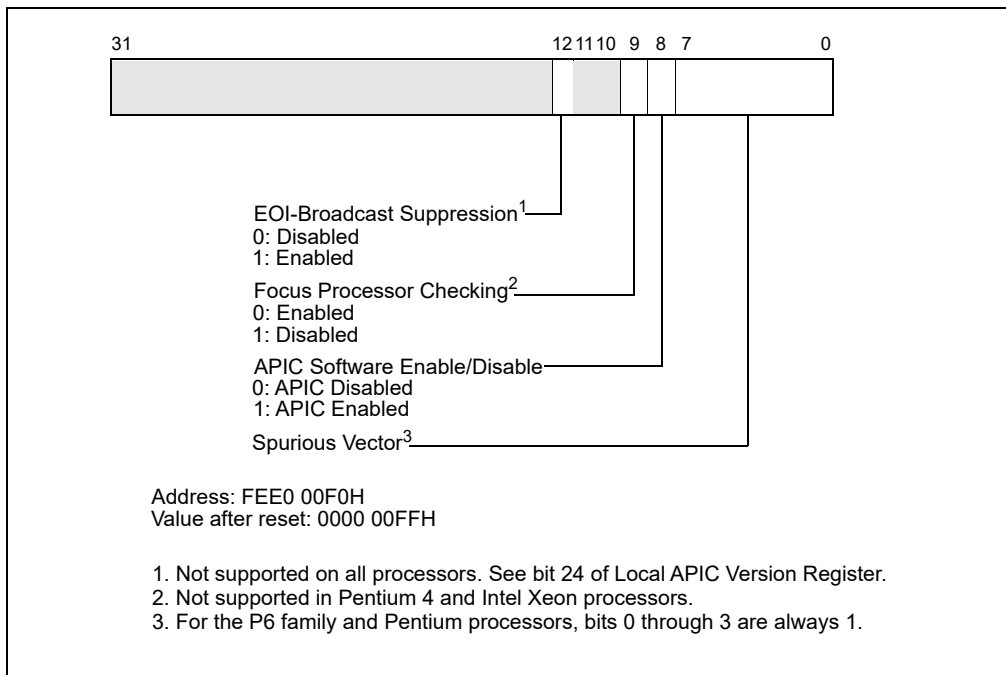 31 12 11 10 9 8 7 0
EOI-Broadcast Suppression1
0: Disabled
1: Enabled
Focus Processor Checking2
0: Enabled
1: Disabled
APIC Software Enable/Disable
0: APIC Disabled
1: APIC Enabled
Spurious Vector3
Address: FEE0 00F0H
Value after reset: 0000 00FFH
1. Not supported on all processors. See bit 24 of Local APIC Version Register.
2. Not supported in Pentium 4 and Intel Xeon processors.
3. For the P6 family and Pentium processors, bits 0 through 3 are always 1.